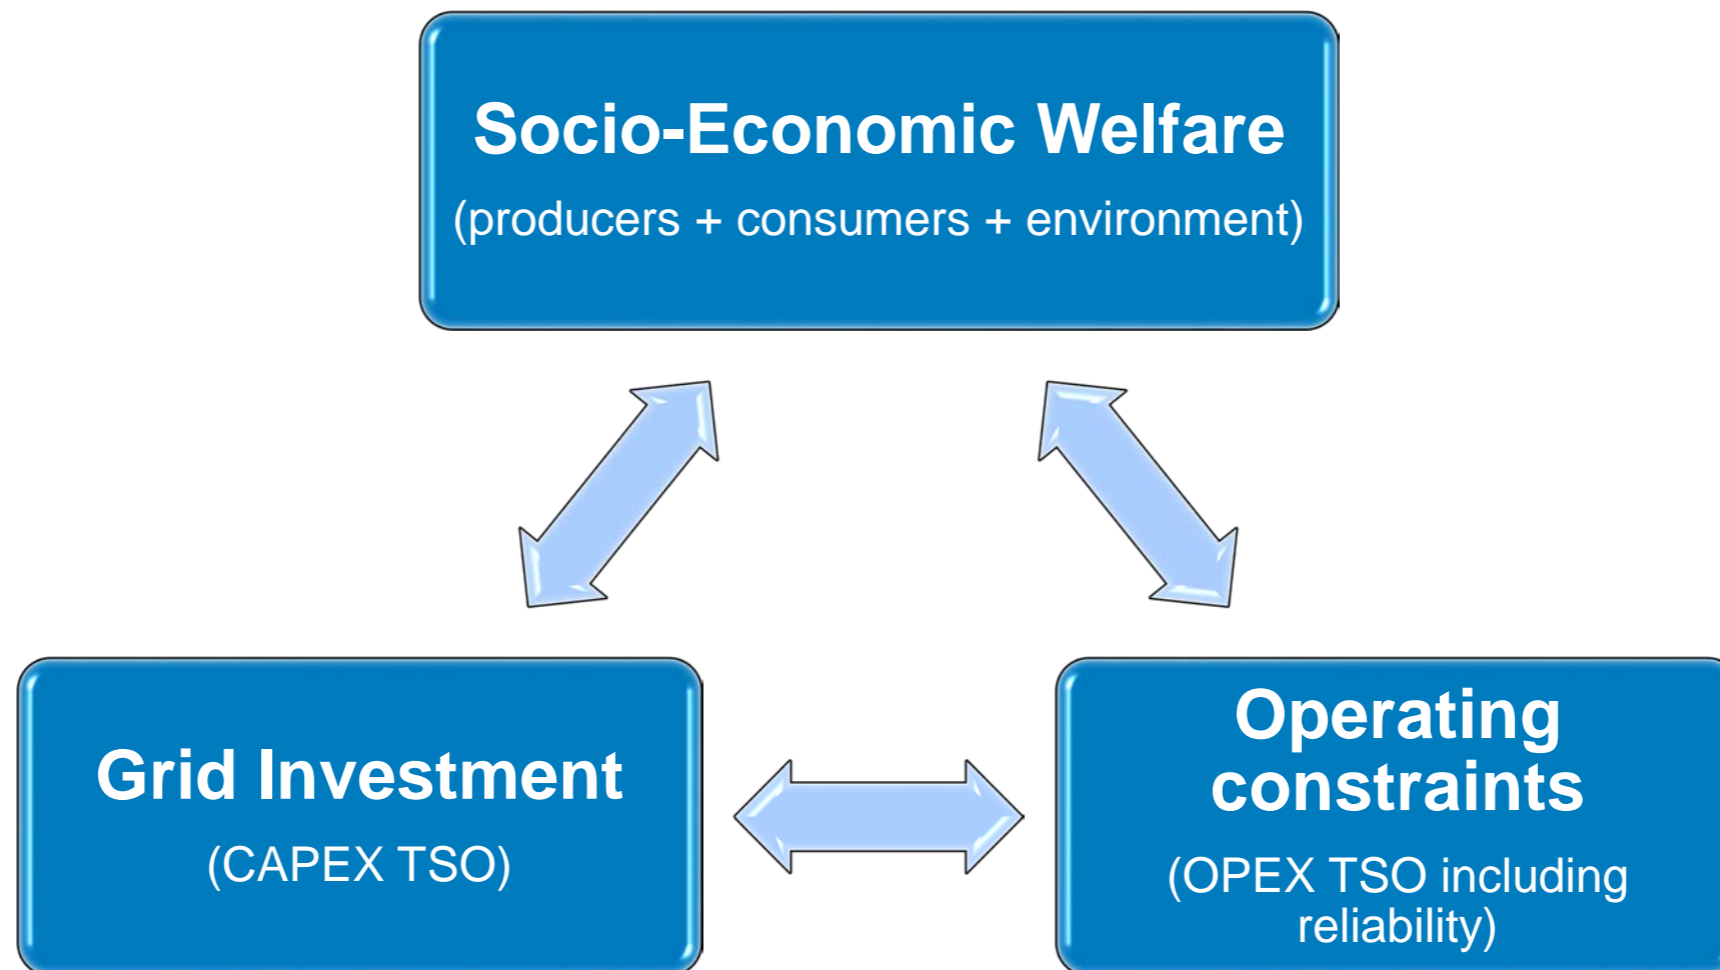 Socio-Economic Welfare
(producers + consumers + environment)
Grid Investment
(CAPEX TSO)
Operating
constraints
(OPEX TSO including
reliability)